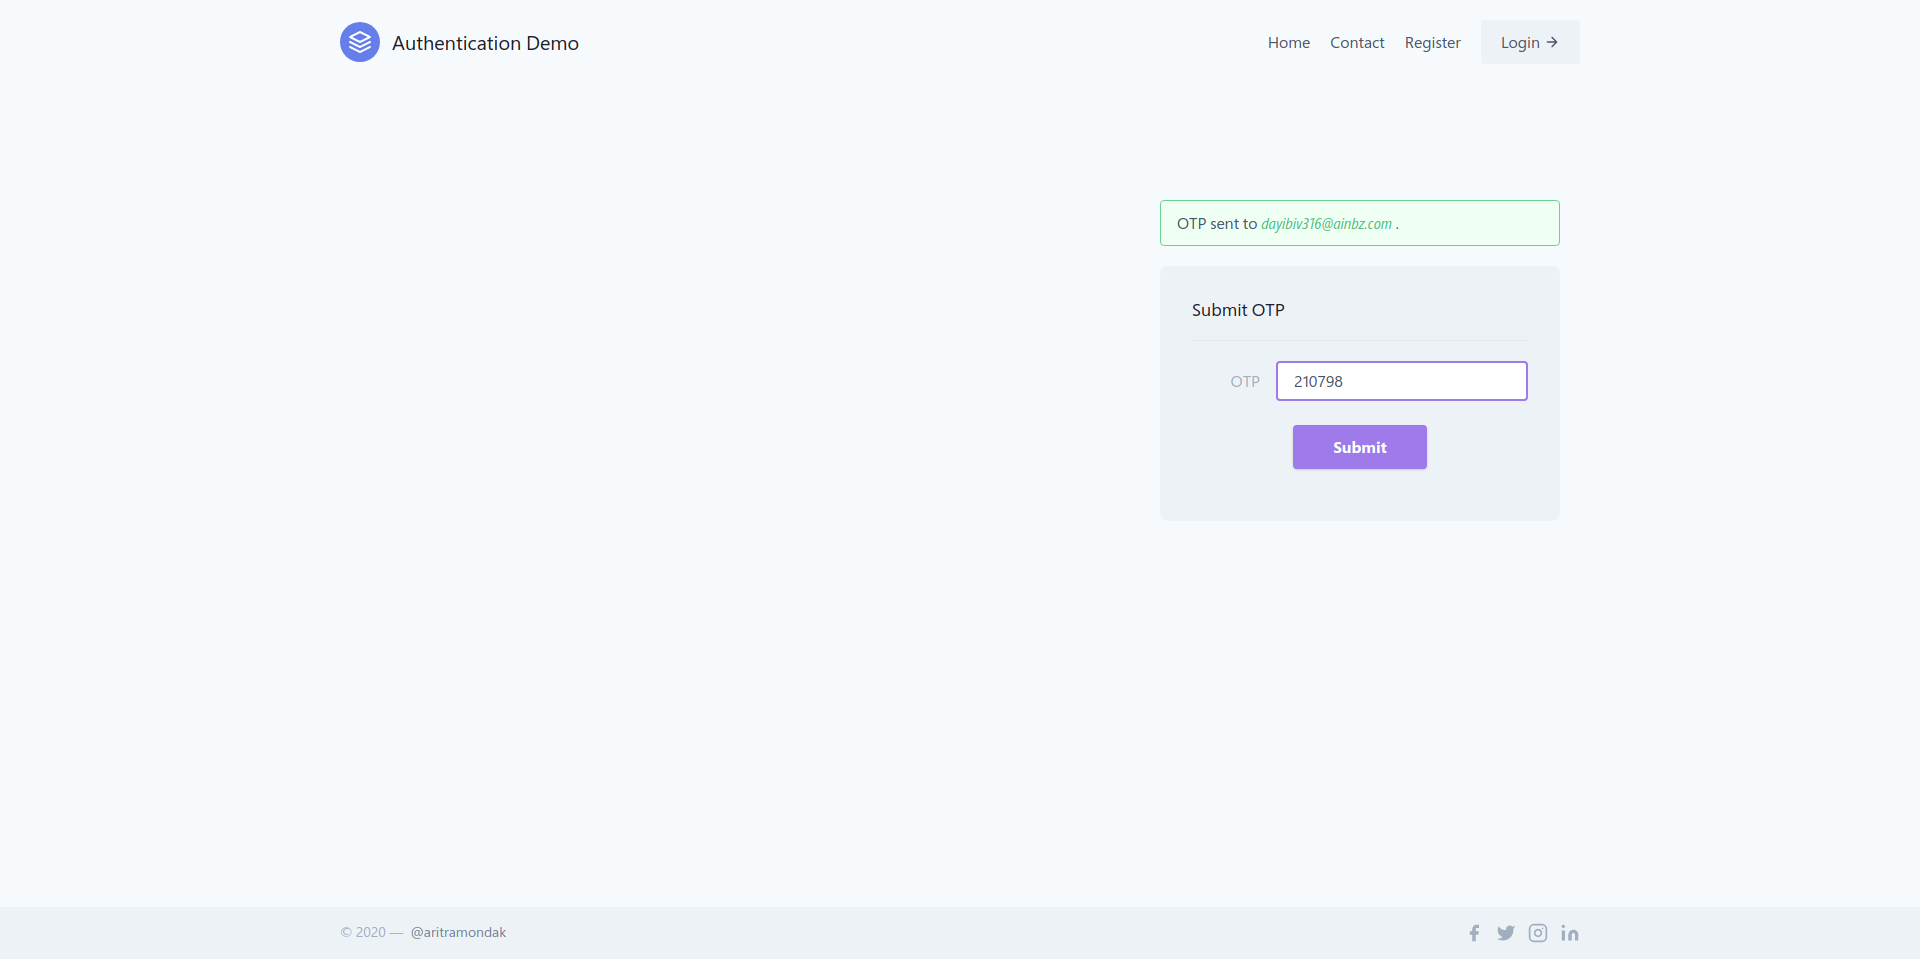 Authentication Demo
Home Contact Register Login →
OTP sent to dayibiv316@ainbz.com .
Submit OTP
OTP 210798
Submit
© 2020 — @aritramondak